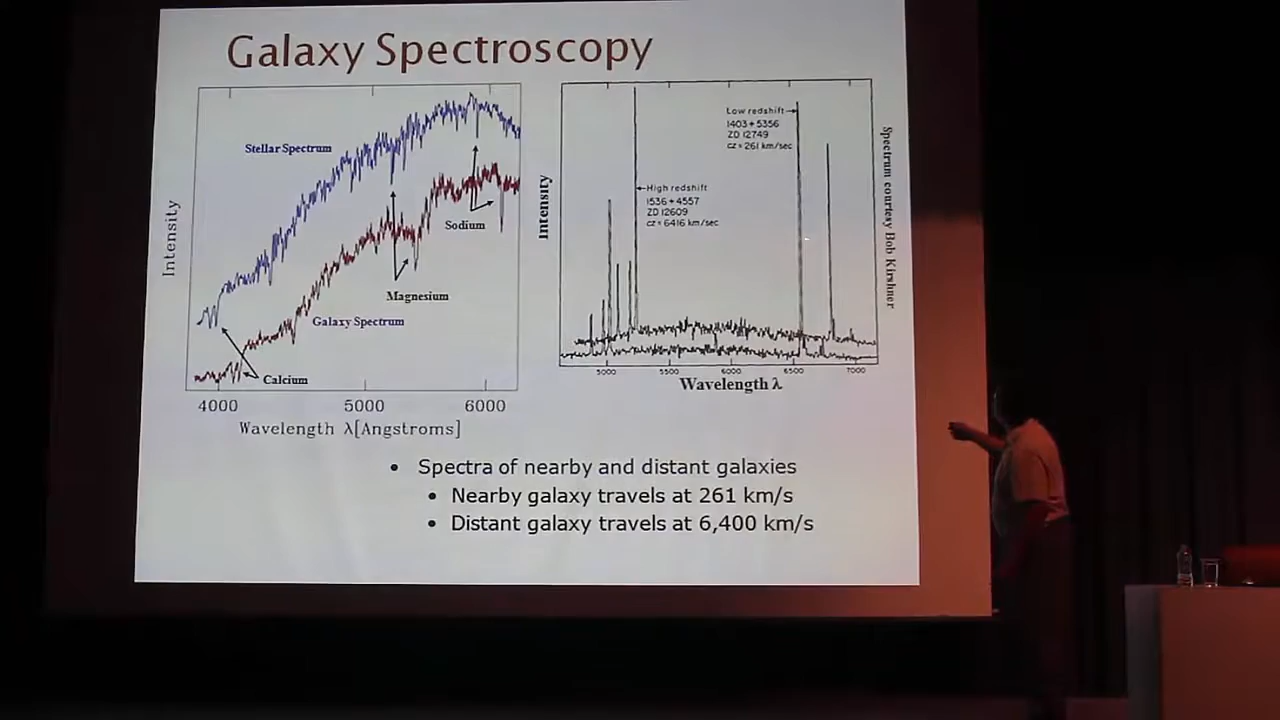 Galaxy Spectroscopy
Stellar Spectrum
Sodium
Magnesium
Galaxy Spectrum
Calcium
Intensity
4000 5000 6000
Wavelength λ[Angstroms]
Low redshift
1403 + 5356
ZD 12749
cz = 261 km/sec
High redshift
1536 + 4557
ZD 12609
cz = 6416 km/sec
Intensity
5000 5500 6000 6500 7000
Wavelength λ
Spectrum courtesy Bob Kirshner
• Spectra of nearby and distant galaxies
• Nearby galaxy travels at 261 km/s
• Distant galaxy travels at 6,400 km/s